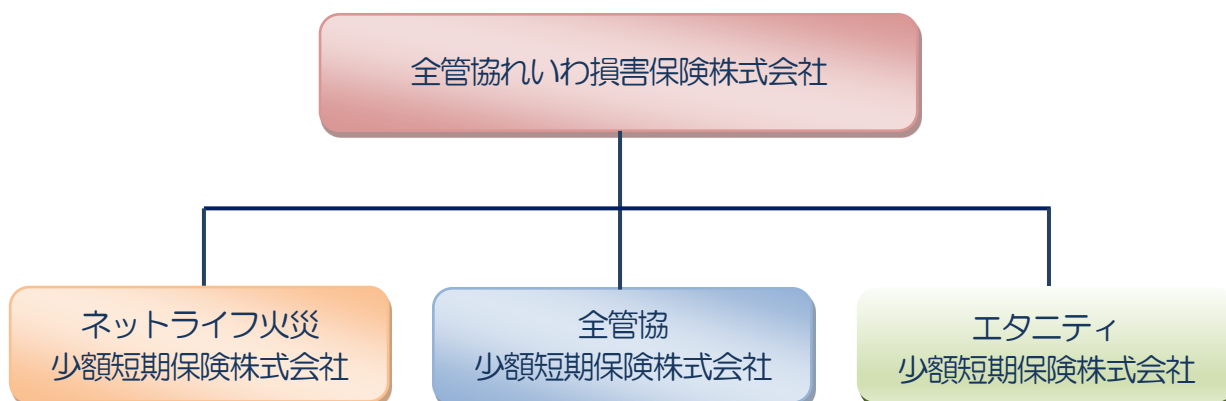 全管協れいわ損害保険株式会社
ネットライフ火災
少額短期保険株式会社
全管協
少額短期保険株式会社
エタニティ
少額短期保険株式会社